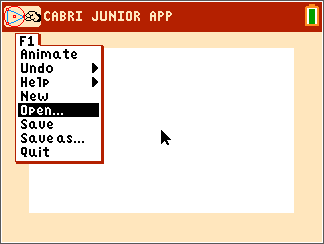 CABRI JUNIOR APP
F1
Animate
Undo
Help
New
Open...
Save
Save as...
Quit